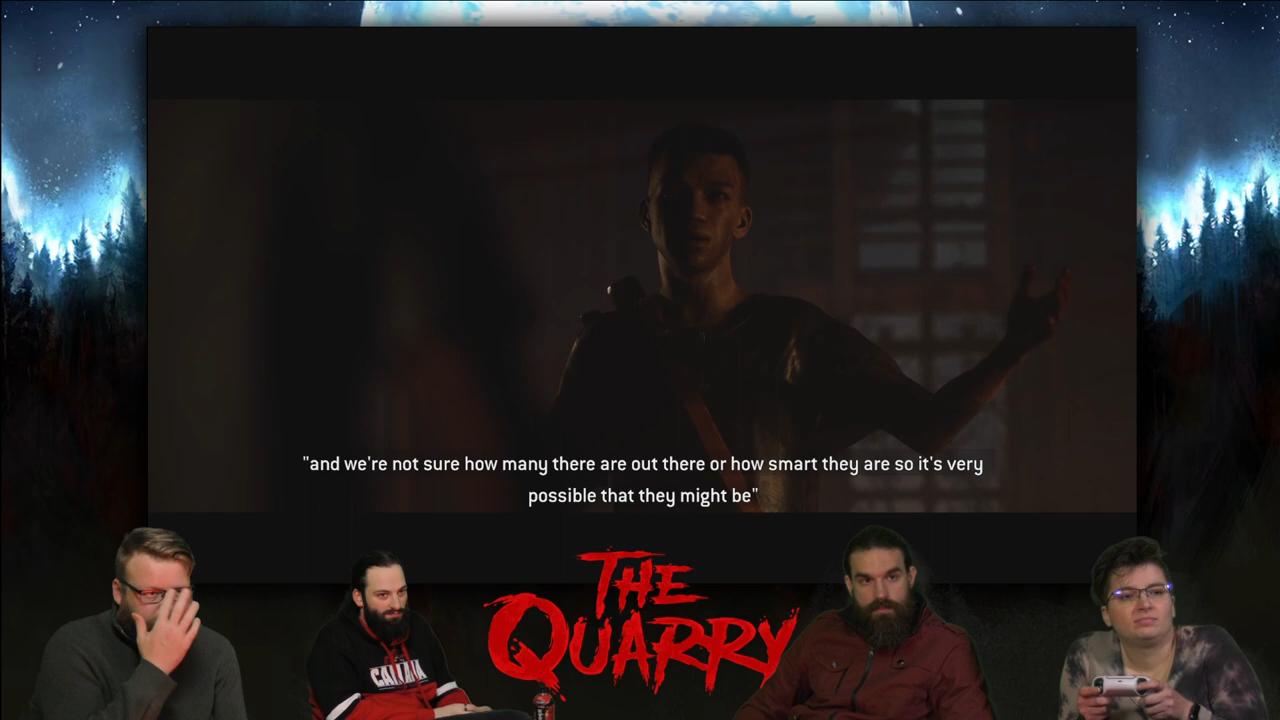 "and we're not sure how many there are out there or how smart they are so it's very
possible that they might be"
THE
QUARRY
CANADA